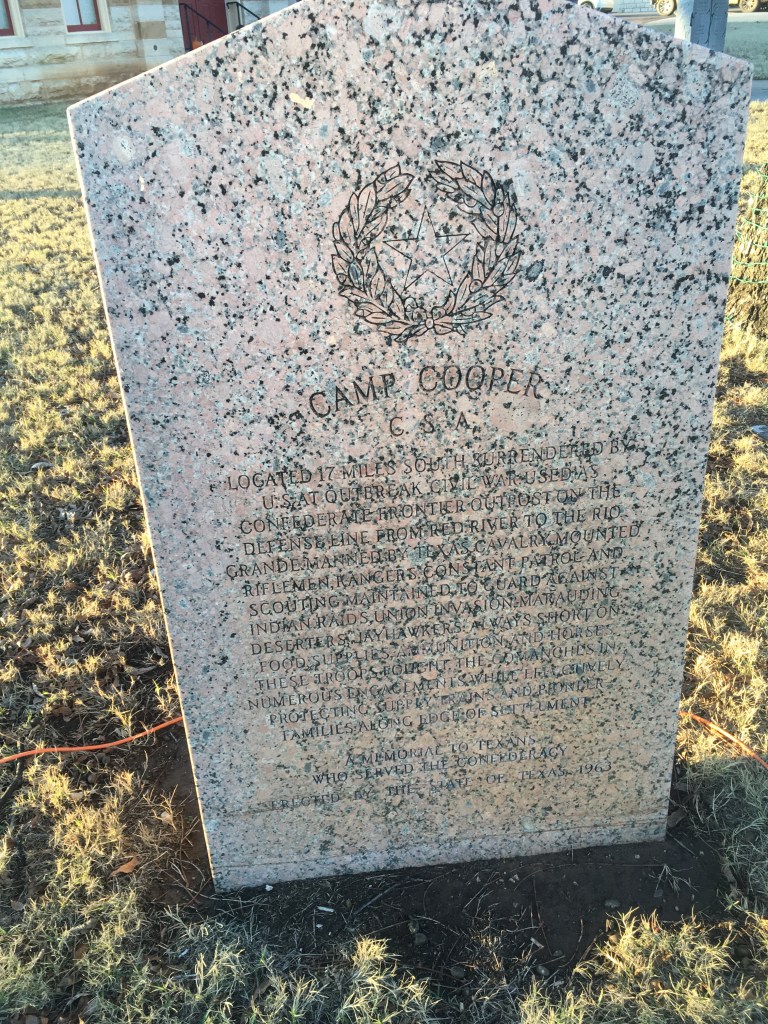 CAMP COOPER
C. S. A.
LOCATED 17 MILES SOUTH. SURRENDERED BY
U.S. AT OUTBREAK CIVIL WAR. USED AS
CONFEDERATE FRONTIER OUTPOST ON THE
DEFENSE LINE FROM RED RIVER TO THE RIO
GRANDE. MANNED BY TEXAS CAVALRY, MOUNTED
RIFLEMEN, RANGERS. CONSTANT PATROL AND
SCOUTING MAINTAINED TO GUARD AGAINST
INDIAN RAIDS, UNION INVASION, MARAUDING
DESERTERS, JAYHAWKERS. ALWAYS SHORT ON
FOOD, SUPPLIES, AMMUNITION, AND HORSES
THESE TROOPS FOUGHT THE COMANCHES IN
NUMEROUS ENGAGEMENTS WHILE EFFECTIVELY
PROTECTING SUPPLY TRAINS AND PIONEER
FAMILIES ALONG EDGE OF SETTLEMENT.
A MEMORIAL TO TEXANS
WHO SERVED THE CONFEDERACY
ERECTED BY THE STATE OF TEXAS 1963